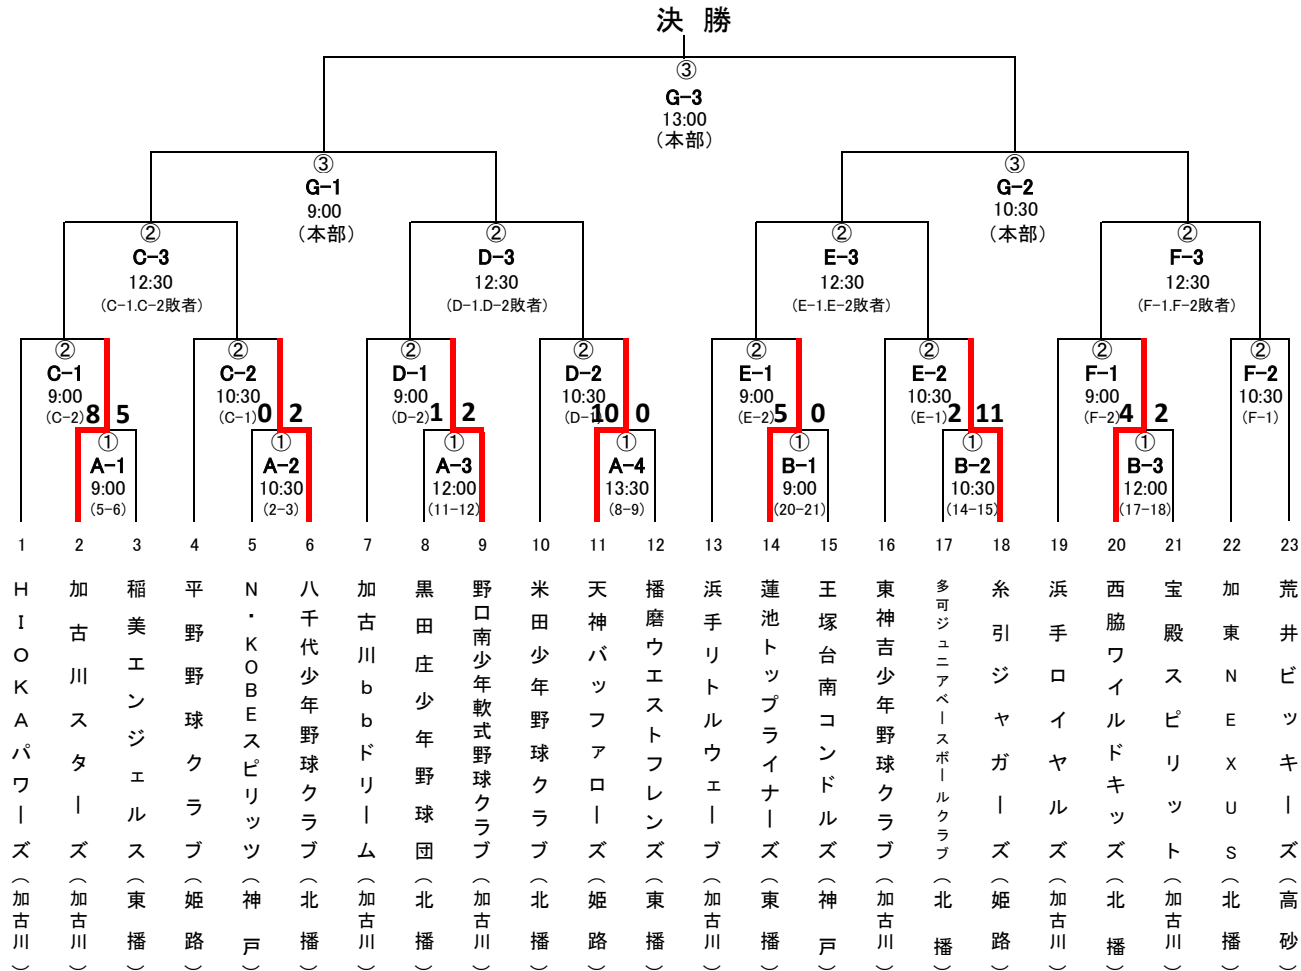 決 勝
③
G-3
13:00
（本部）
③ ③
G-1 G-2
9:00 10:30
（本部） （本部）
② ② ② ②
C-3 D-3 E-3 F-3
12:30 12:30 12:30 12:30
（C-1.C-2敗者） （D-1.D-2敗者） （E-1.E-2敗者） （F-1.F-2敗者）
② ② ② ② ② ② ② ②
C-1 C-2 D-1 D-2 E-1 E-2 F-1 F-2
9:00 10:30 9:00 10:30 9:00 10:30 9:00 10:30
（C-2） （C-1） （D-2） （D-1） （E-2） （E-1） （F-2） （F-1）
8 5 0 2 1 2 10 0 5 0 2 11 4 2
① ① ① ① ① ① ①
A-1 A-2 A-3 A-4 B-1 B-2 B-3
9:00 10:30 12:00 13:30 9:00 10:30 12:00
（5-6） （2-3） （11-12） （8-9） （20-21） （14-15） （17-18）
1 2 3 4 5 6 7 8 9 10 11 12 13 14 15 16 17 18 19 20 21 22 23
HIOKAパワーズ（加古川）
加古川スターズ（加古川）
稲美エンジェルス（東播）
平野野球クラブ（姫路）
N・KOBEスピリッツ（神戸）
八千代少年野球クラブ（北播）
加古川bbドリーム（加古川）
黒田庄少年野球団（北播）
野口南少年軟式野球クラブ（加古川）
米田少年野球クラブ（北播）
天神バッファローズ（姫路）
播磨ウエストフレンズ（東播）
浜手リトルウェーブ（加古川）
蓮池トップライナーズ（東播）
王塚台南コンドルズ（神戸）
東神吉少年野球クラブ（加古川）
多可ジュニアベースボールクラブ（北播）
糸引ジャガーズ（姫路）
浜手ロイヤルズ（加古川）
西脇ワイルドキッズ（北播）
宝殿スピリット（加古川）
加東NEXUS（北播）
荒井ビッキーズ（高砂）